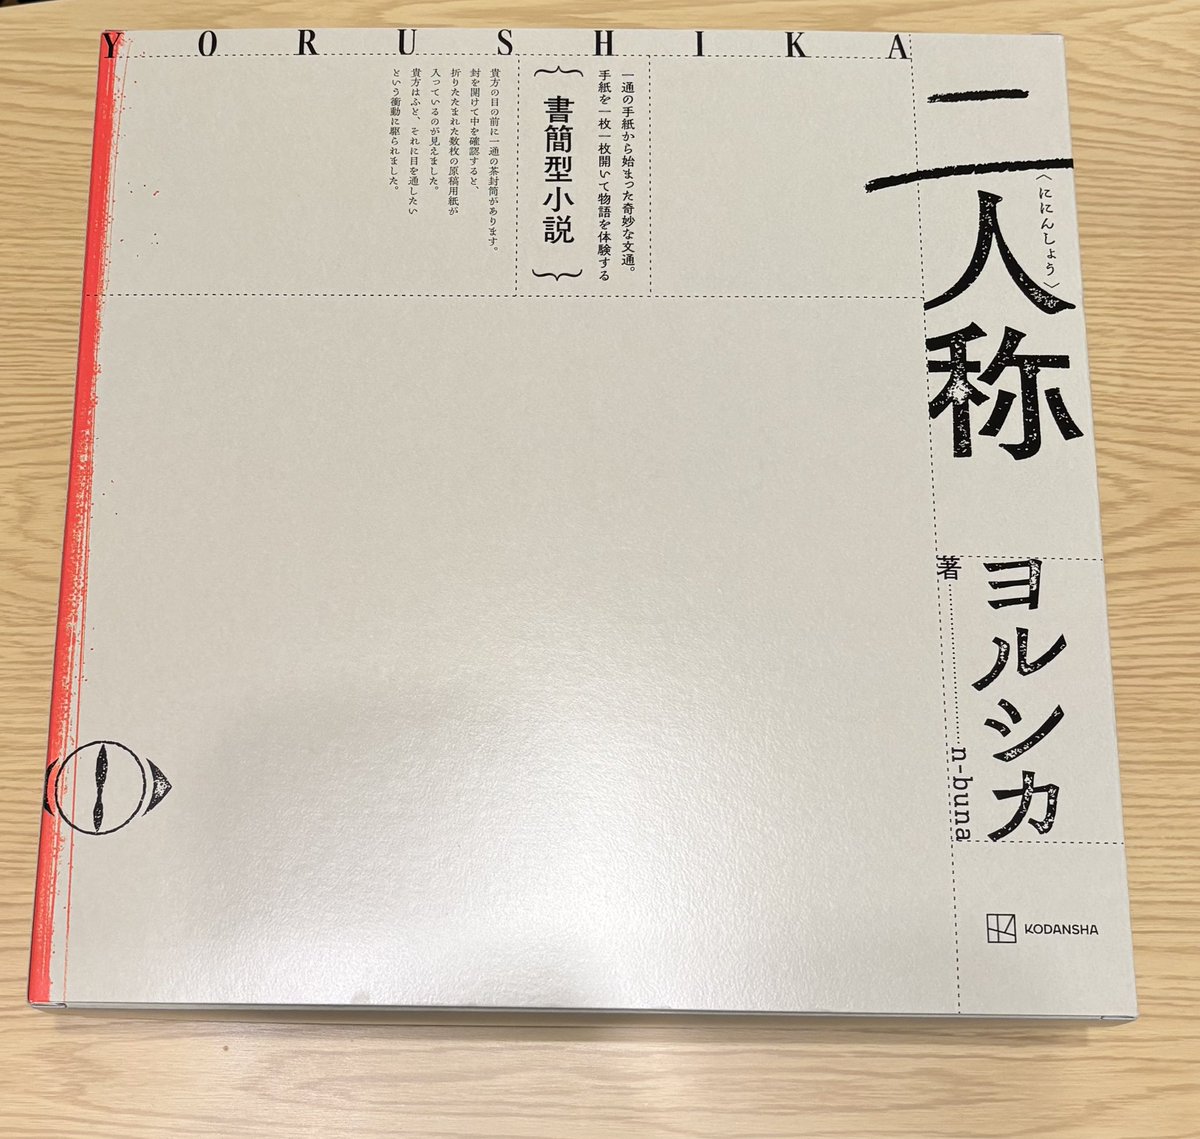 YORUSHIKA
二人称
〈ににんしょう〉
ヨルシカ
著
n-buna
KODANSHA
一通の手紙から始まった奇妙な文通。
手紙を一枚一枚開いて物語を体験する
書簡型小説
貴方の目の前に一通の茶封筒があります。
封を開けて中を確認すると、
折りたたまれた数枚の原稿用紙が
入っているのが見えました。
貴方はふと、それに目を通したい
という衝動に駆られました。